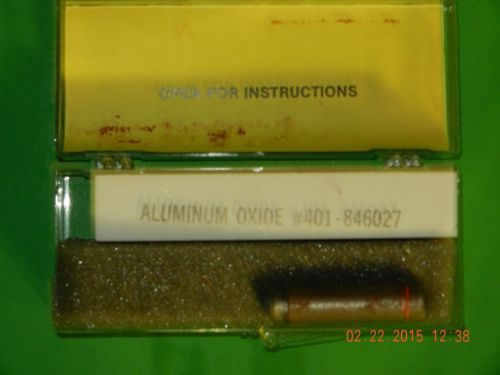 OPEN FOR INSTRUCTIONS
ALUMINUM OXIDE #401-846027
02.22 2015 12:38